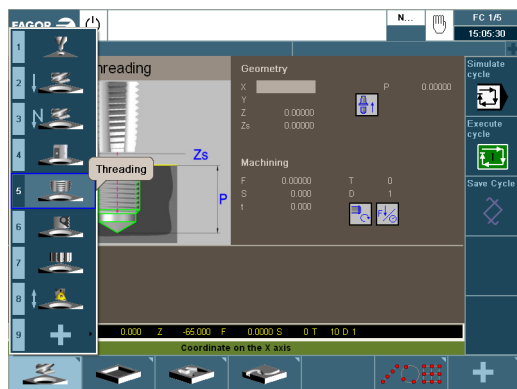 FAGOR
N...
FC 1/5
15:05:30
1
2
3
N
4
5
6
7
8
9
Threading
Zs
P
Threading
Geometry
X
P 0.00000
Y
Z 0.00000
Zs 0.00000
Machining
F 0.00000 T 0
S 0.000 D 1
t 0.000
F
Simulate
cycle
Execute
cycle
Save Cycle
0.000 Z -65.000 F 0.0000 S 0 T 10 D 1
Coordinate on the X axis